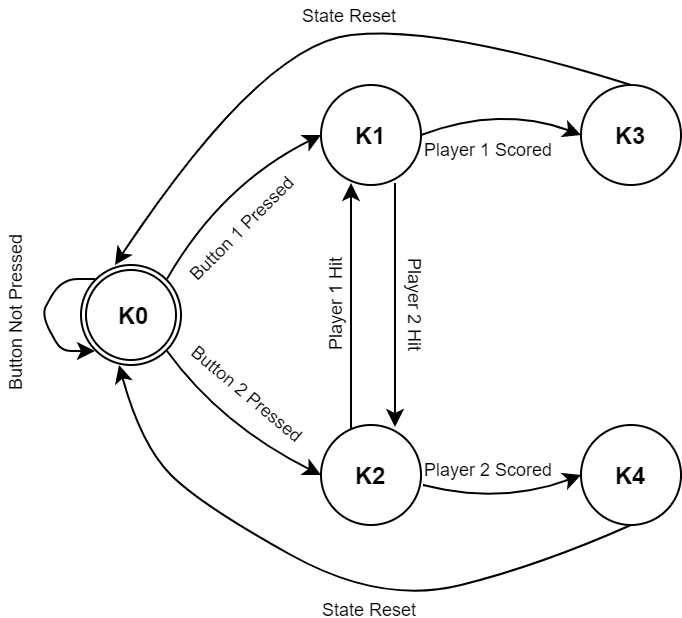 State Reset
K1
K3
Player 1 Scored
Button 1 Pressed
Button Not Pressed
K0
Player 1 Hit
Player 2 Hit
Button 2 Pressed
K2
Player 2 Scored
K4
State Reset